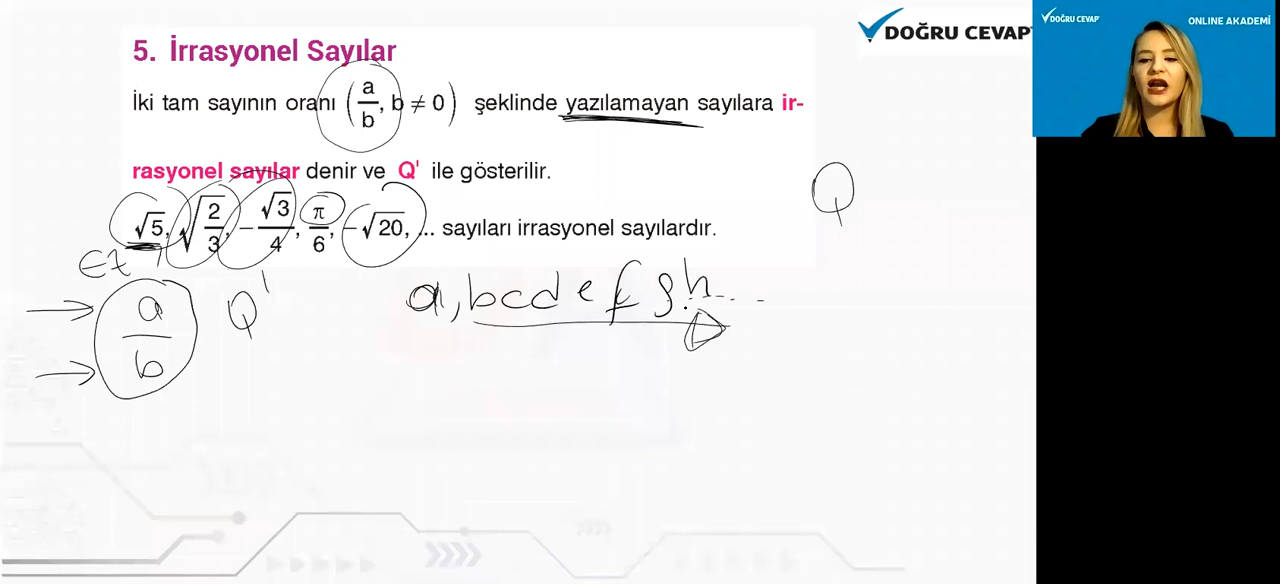 DOĞRU CEVAP
DOĞRU CEVAP
ONLINE AKADEMİ
5. İrrasyonel Sayılar
İki tam sayının oranı (a/b, b ≠ 0) şeklinde yazılamayan sayılara ir-
rasyonel sayılar denir ve Q' ile gösterilir.
√5, √(2/3), -√3/4, π/6, -√20, ... sayıları irrasyonel sayılardır.
Q
a/b
Q'
a,bcdefgh...